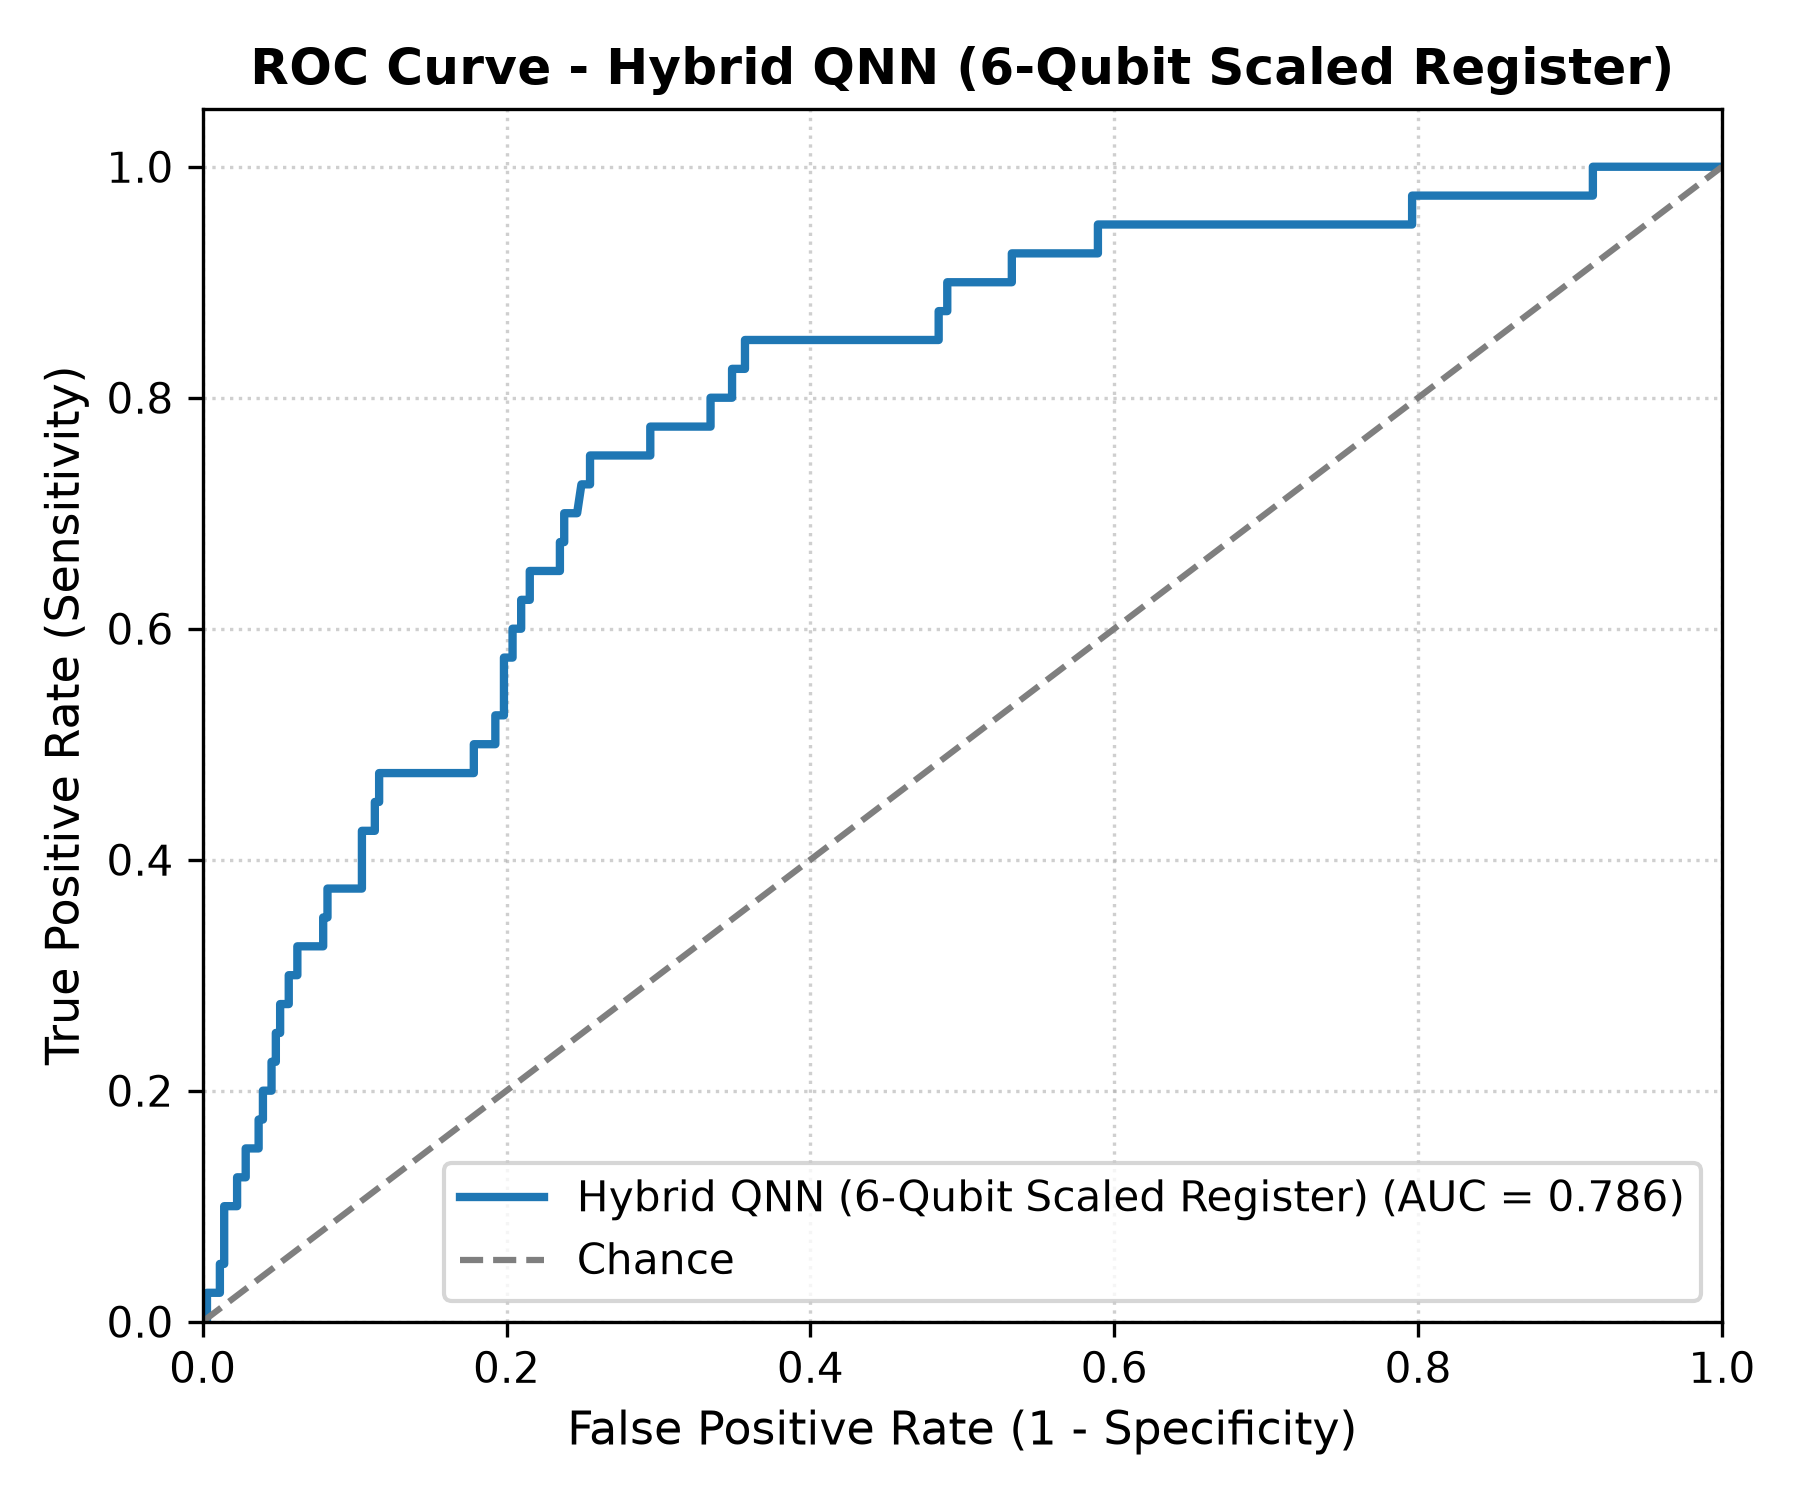 ROC Curve - Hybrid QNN (6-Qubit Scaled Register)
True Positive Rate (Sensitivity)
1.0
0.8
0.6
0.4
0.2
0.0
Hybrid QNN (6-Qubit Scaled Register) (AUC = 0.786)
Chance
0.0 0.2 0.4 0.6 0.8 1.0
False Positive Rate (1 - Specificity)